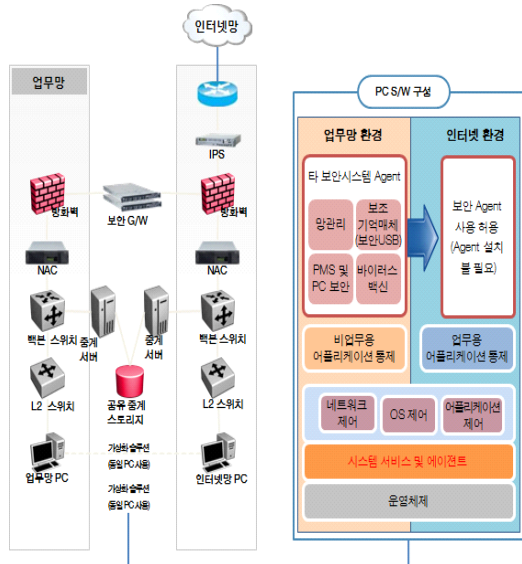 인터넷망
업무망
IPS
방화벽
보안 G/W
방화벽
NAC
NAC
백본 스위치
중계
서버
중계
서버
백본 스위치
L2 스위치
공유 중계
스토리지
L2 스위치
업무망 PC
가상화 솔루션
(동일 PC 사용)
인터넷망 PC
가상화 솔루션
(동일 PC 사용)
PC S/W 구성
업무망 환경
인터넷 환경
타 보안시스템 Agent
망관리
보조
기억매체
(보안USB)
PMS 및
PC 보안
바이러스
백신
보안 Agent
사용 허용
(Agent 설치
불 필요)
비업무용
어플리케이션 통제
업무용
어플리케이션 통제
네트워크
제어
OS 제어
어플리케이션
제어
시스템 서비스 및 에이젼트
운영체제